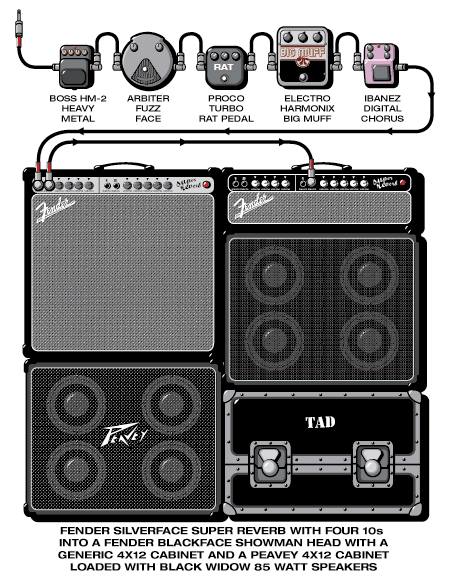 RAT
BIG MUFF
BOSS HM-2
HEAVY
METAL
ARBITER
FUZZ
FACE
PROCO
TURBO
RAT PEDAL
ELECTRO
HARMONIX
BIG MUFF
IBANEZ
DIGITAL
CHORUS
Super
Reverb
Super
Reverb
Fender
Fender
PEAVEY
TAD
FENDER SILVERFACE SUPER REVERB WITH FOUR 10s
INTO A FENDER BLACKFACE SHOWMAN HEAD WITH A
GENERIC 4X12 CABINET AND A PEAVEY 4X12 CABINET
LOADED WITH BLACK WIDOW 85 WATT SPEAKERS